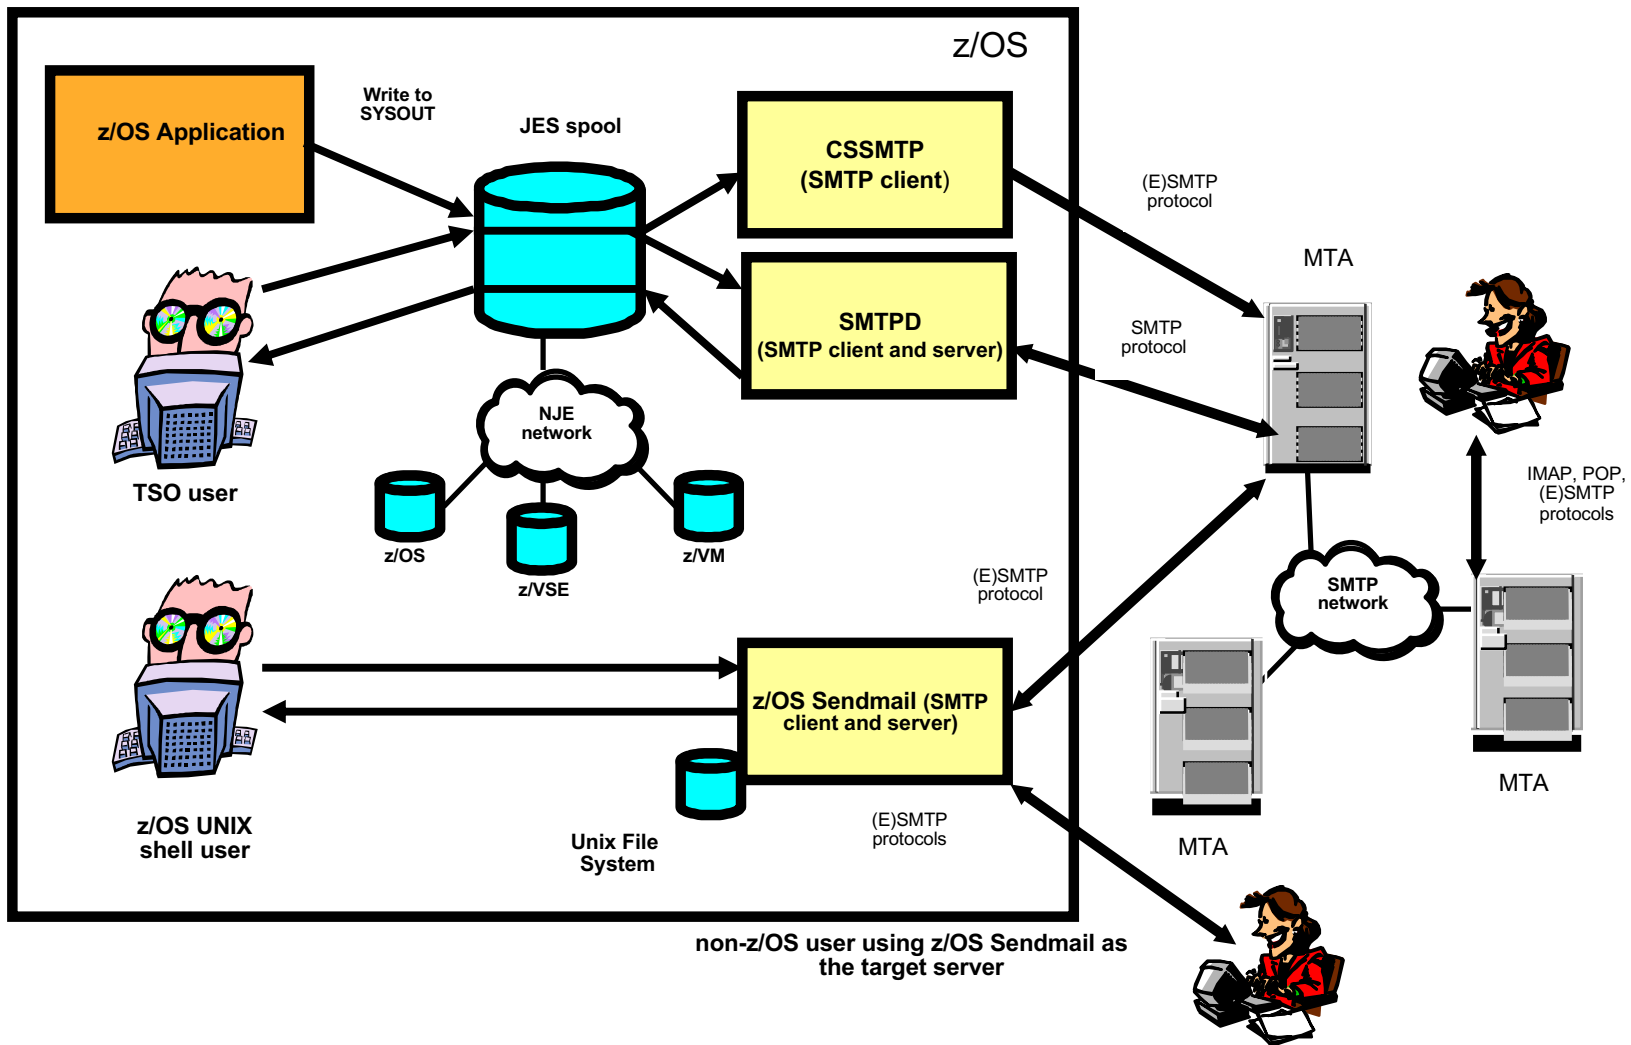 z/OS
z/OS Application
Write to
SYSOUT
JES spool
CSSMTP
(SMTP client)
(E)SMTP
protocol
MTA
SMTPD
(SMTP client and server)
SMTP
protocol
NJE
network
TSO user
z/OS
z/VSE
z/VM
IMAP, POP,
(E)SMTP
protocols
(E)SMTP
protocol
SMTP
network
z/OS Sendmail (SMTP
client and server)
MTA
z/OS UNIX
shell user
Unix File
System
(E)SMTP
protocols
MTA
non-z/OS user using z/OS Sendmail as
the target server